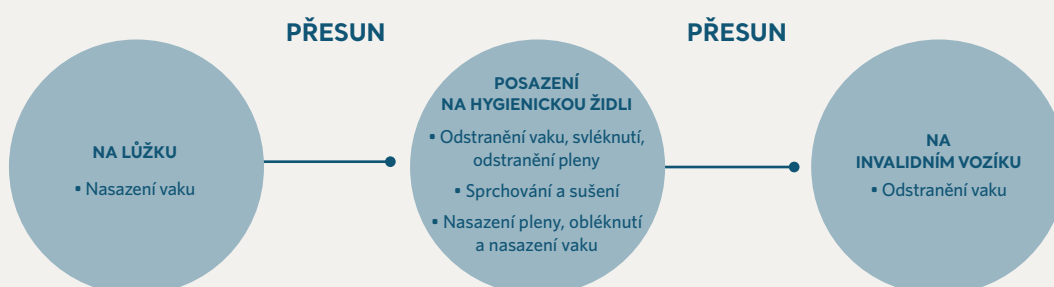 PŘESUN
PŘESUN
NA LŮŽKU
• Nasazení vaku
POSAZENÍ
NA HYGIENICKOU ŽIDLI
• Odstranění vaku, svléknutí,
odstranění pleny
• Sprchování a sušení
• Nasazení pleny, obléknutí
a nasazení vaku
NA
INVALIDNÍM VOZÍKU
• Odstranění vaku